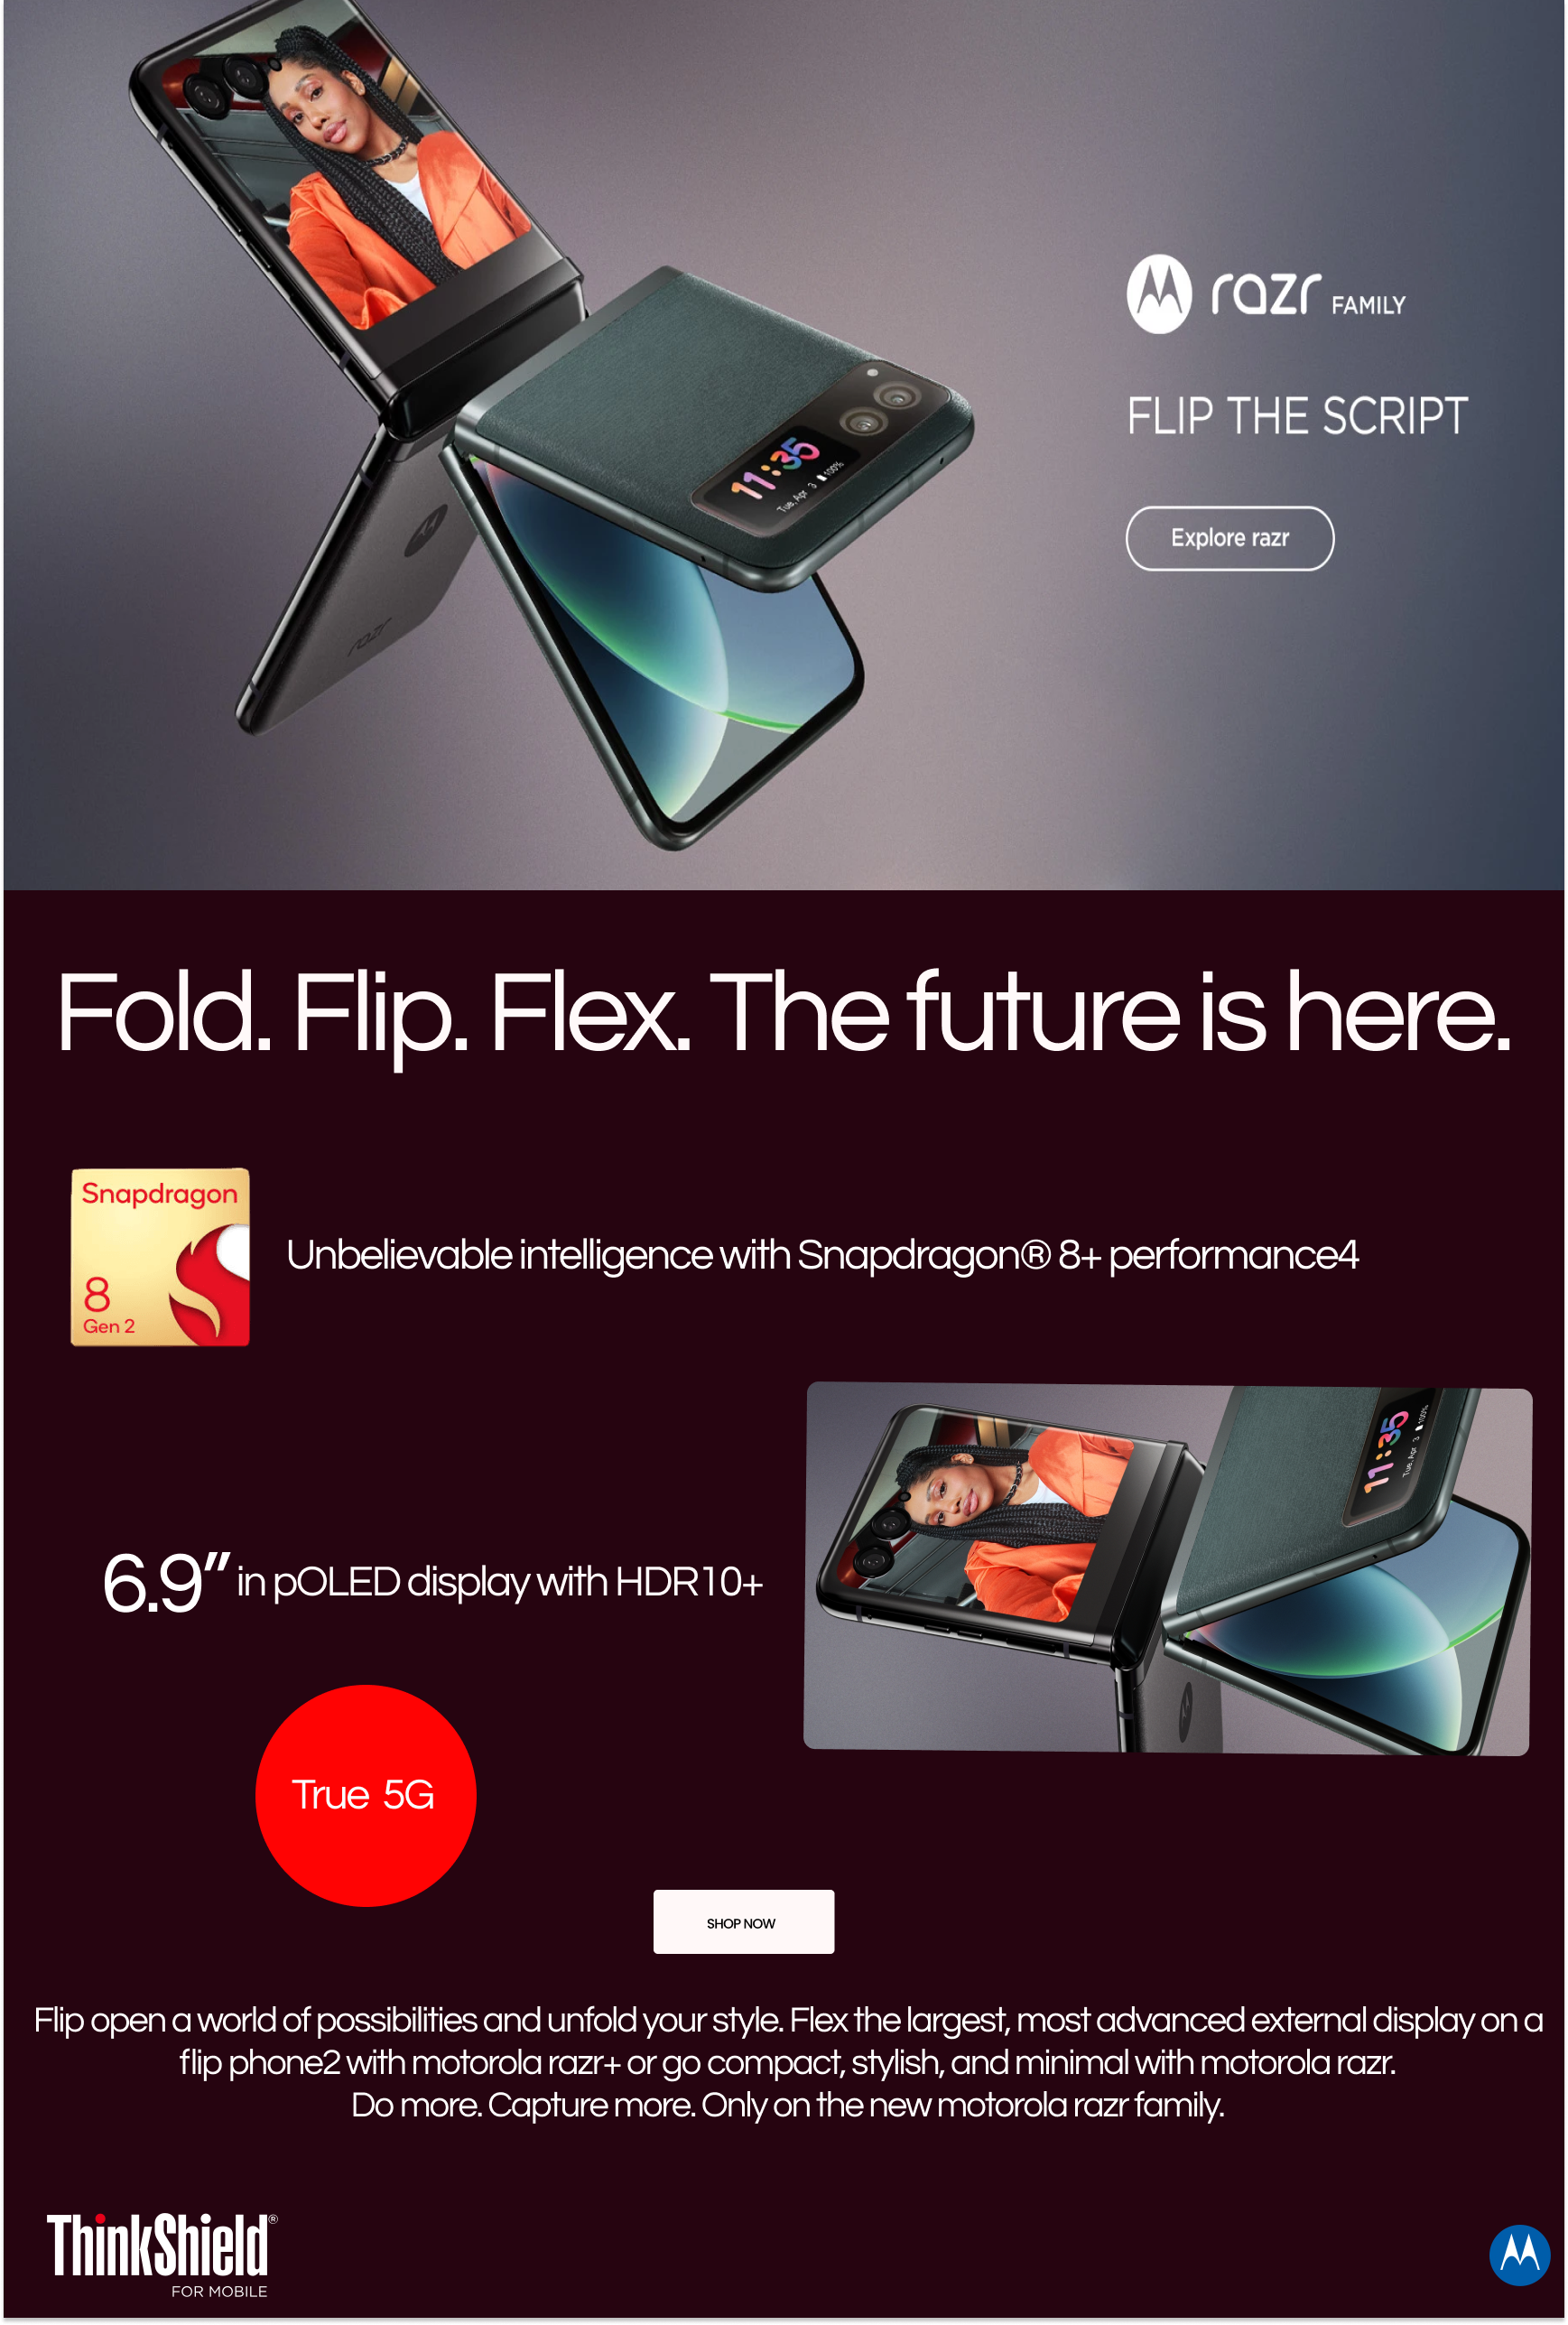 razr FAMILY
FLIP THE SCRIPT
11:35
Tue, Apr 3 100%
Explore razr
razr
Fold. Flip. Flex. The future is here.
Snapdragon
8
Gen 2
Unbelievable intelligence with Snapdragon® 8+ performance4
11:35
Tue, Apr 3 100%
6.9” in pOLED display with HDR10+
True 5G
SHOP NOW
Flip open a world of possibilities and unfold your style. Flex the largest, most advanced external display on a
flip phone2 with motorola razr+ or go compact, stylish, and minimal with motorola razr.
Do more. Capture more. Only on the new motorola razr family.
ThinkShield®
FOR MOBILE